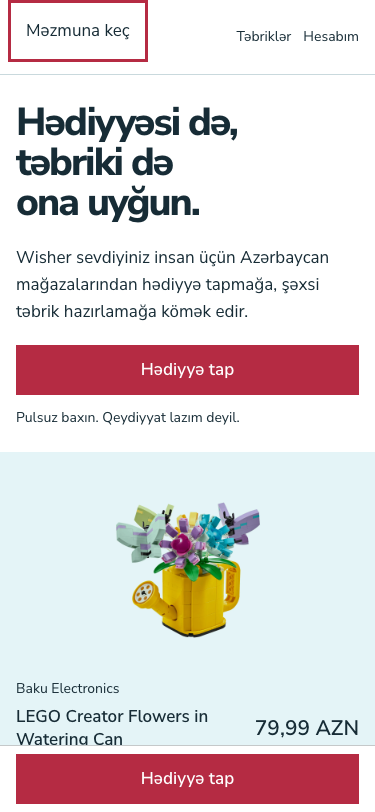 Məzmuna keç
Təbriklər Hesabım
Hədiyyəsi də,
təbriki də
ona uyğun.
Wisher sevdiyiniz insan üçün Azərbaycan
mağazalarından hədiyyə tapmağa, şəxsi
təbrik hazırlamağa kömək edir.
Hədiyyə tap
Pulsuz baxın. Qeydiyyat lazım deyil.
Baku Electronics
LEGO Creator Flowers in
Watering Can
79,99 AZN
Hədiyyə tap